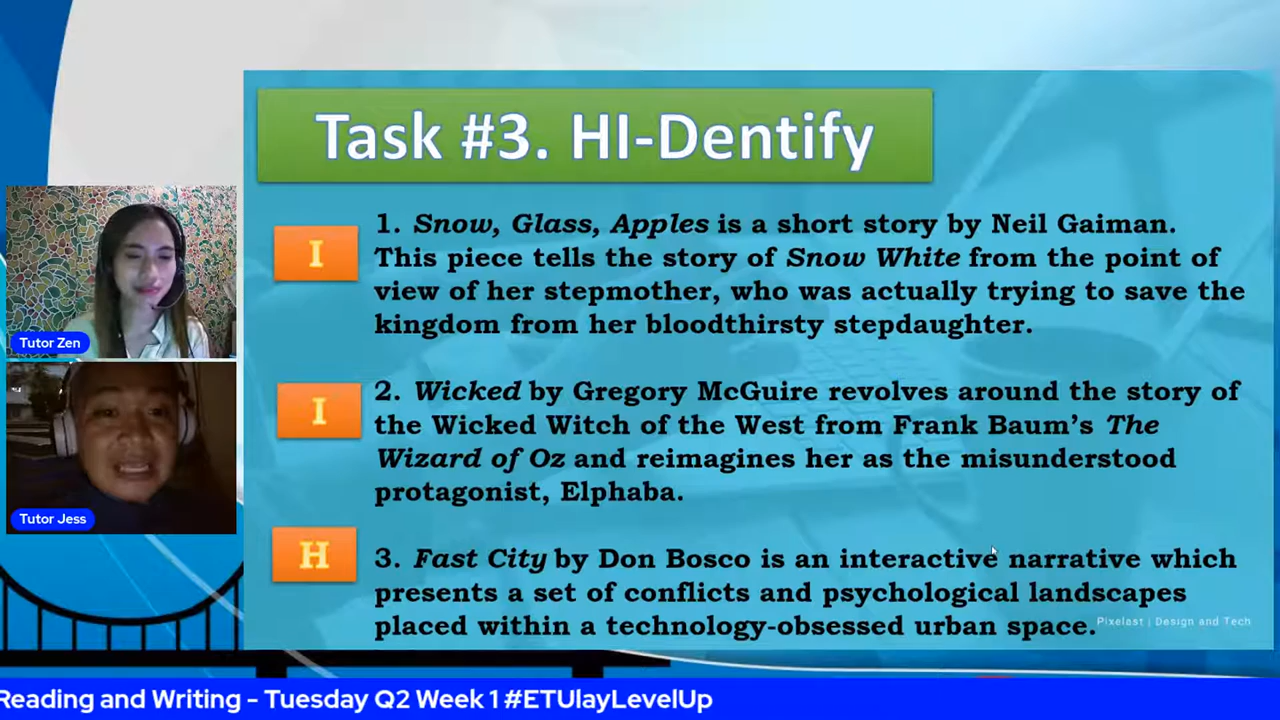 Task #3. HI-Dentify
I
1. Snow, Glass, Apples is a short story by Neil Gaiman.
This piece tells the story of Snow White from the point of
view of her stepmother, who was actually trying to save the
kingdom from her bloodthirsty stepdaughter.
I
2. Wicked by Gregory McGuire revolves around the story of
the Wicked Witch of the West from Frank Baum's The
Wizard of Oz and reimagines her as the misunderstood
protagonist, Elphaba.
H
3. Fast City by Don Bosco is an interactive narrative which
presents a set of conflicts and psychological landscapes
placed within a technology-obsessed urban space.
Pixelast | Design and Tech
Tutor Zen
Tutor Jess
Reading and Writing - Tuesday Q2 Week 1 #ETUlayLevelUp